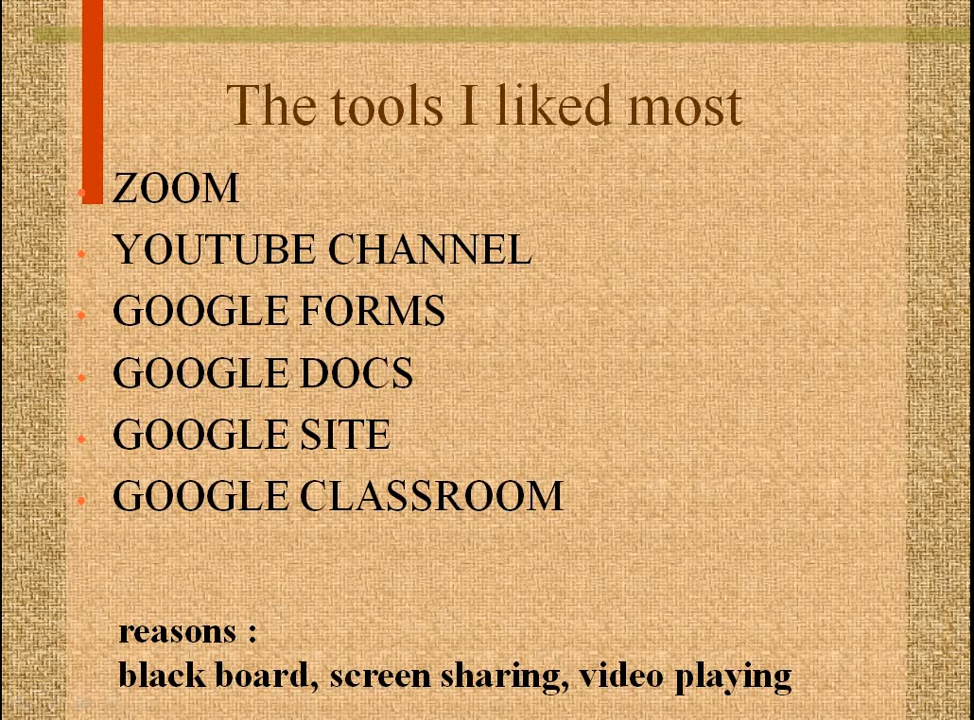 The tools I liked most
ZOOM
YOUTUBE CHANNEL
GOOGLE FORMS
GOOGLE DOCS
GOOGLE SITE
GOOGLE CLASSROOM
reasons :
black board, screen sharing, video playing